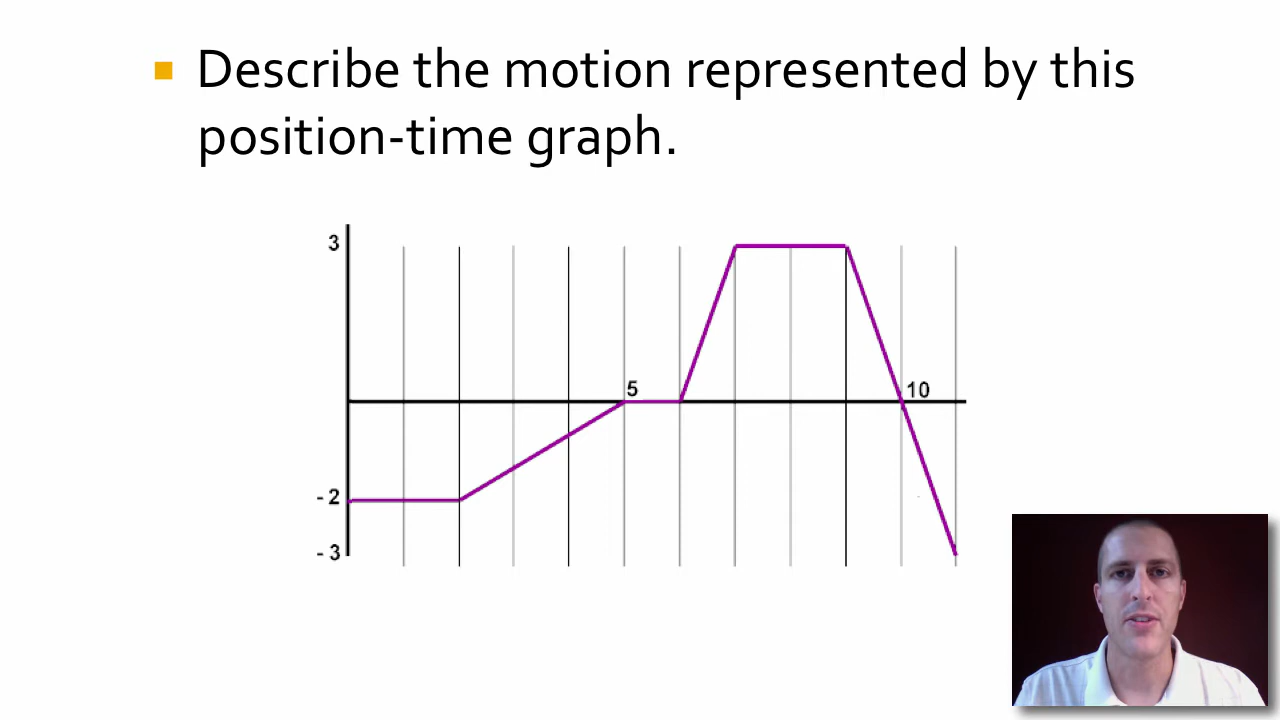 Describe the motion represented by this
position-time graph.
3
5
10
- 2
- 3